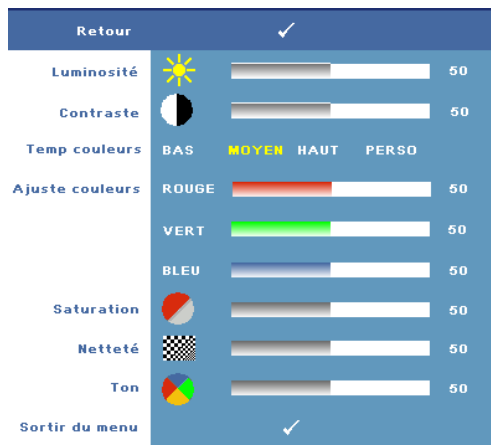 Retour
Luminosité 50
Contraste 50
Temp couleurs BAS MOYEN HAUT PERSO
Ajuste couleurs ROUGE 50
VERT 50
BLEU 50
Saturation 50
Netteté 50
Ton 50
Sortir du menu